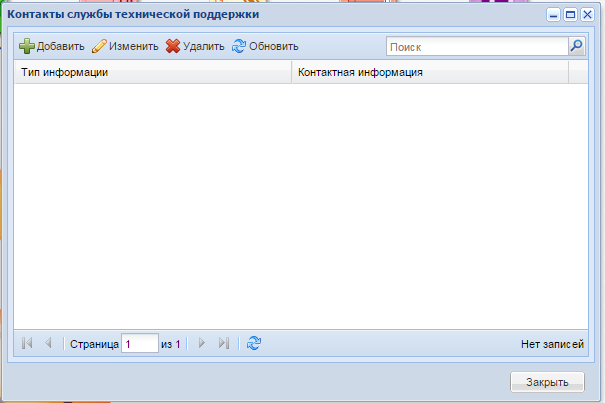 Контакты службы технической поддержки
Добавить Изменить Удалить Обновить Поиск
Тип информации Контактная информация
Страница 1 из 1 Нет записей
Закрыть